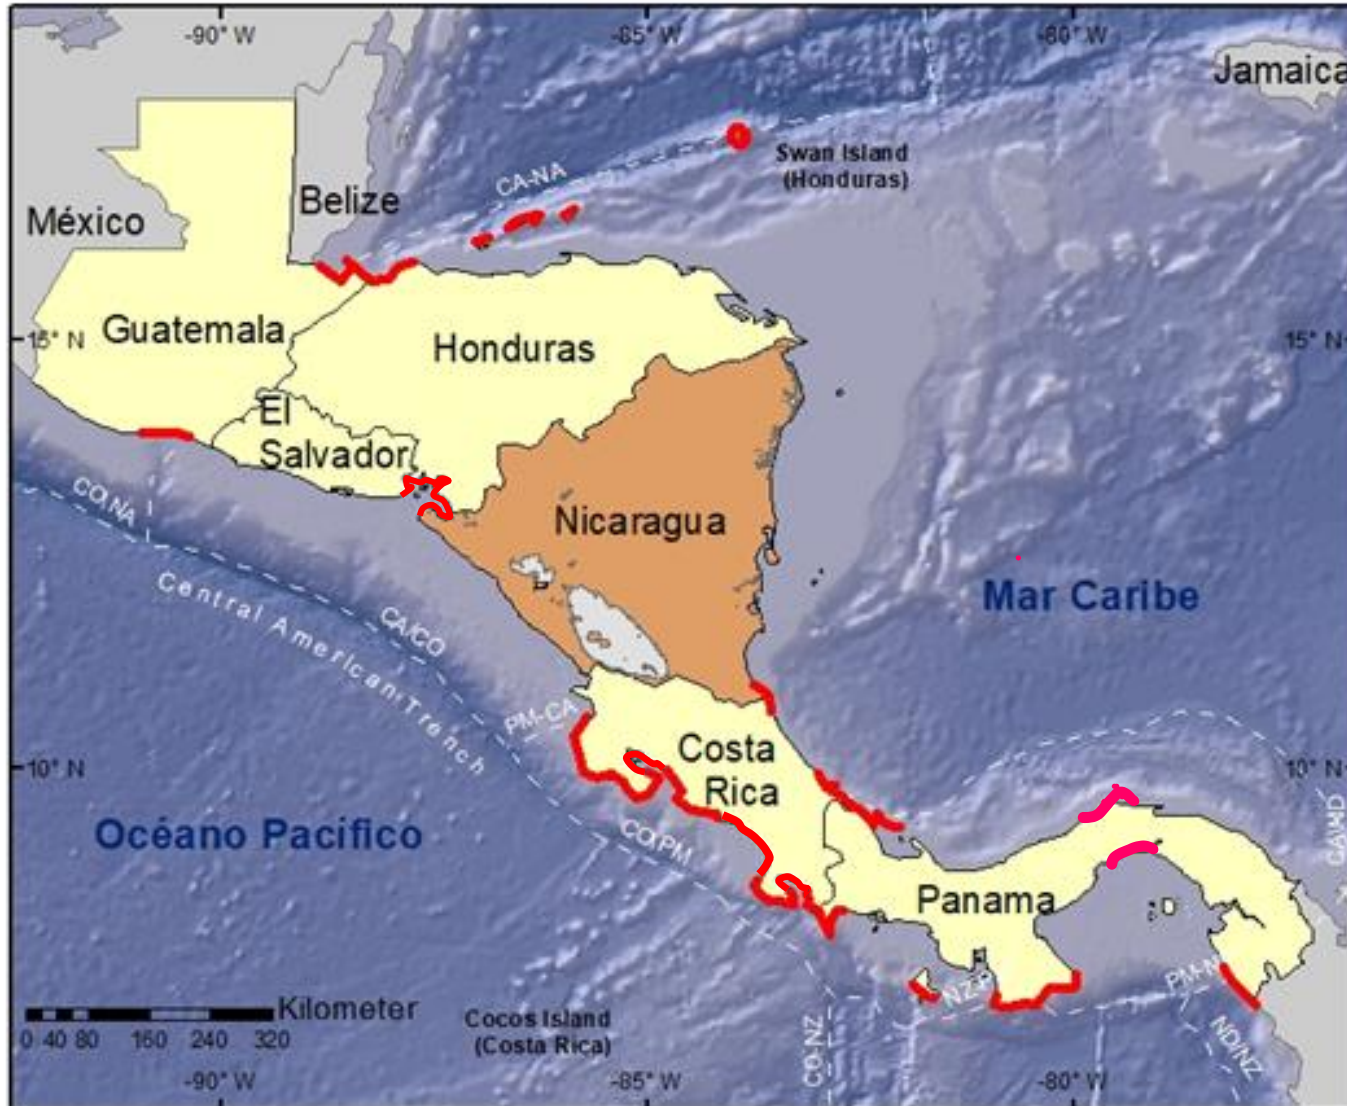 -90° W
-85° W
-80° W
Jamaica
Swan Island
(Honduras)
CA-NA
Belize
México
Guatemala
15° N
Honduras
15° N
El
Salvador
CO/NA
Nicaragua
Mar Caribe
Central American Trench
CA/CO
PM-CA
Costa
Rica
10° N
10° N
Océano Pacífico
CO/PM
CA/ND
Panama
PM-N
NZ-P
Kilometer
0 40 80 160 240 320
Cocos Island
(Costa Rica)
CO-NZ
ND/NZ
-90° W
-85° W
-80° W